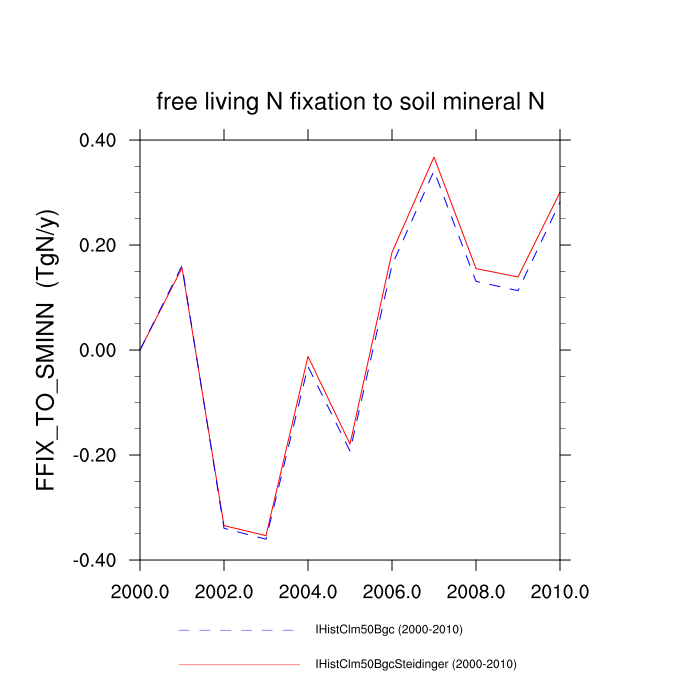 free living N fixation to soil mineral N
FFIX_TO_SMINN (TgN/y)
0.40
0.20
0.00
-0.20
-0.40
2000.0 2002.0 2004.0 2006.0 2008.0 2010.0
IHistClm50Bgc (2000-2010)
IHistClm50BgcSteidinger (2000-2010)